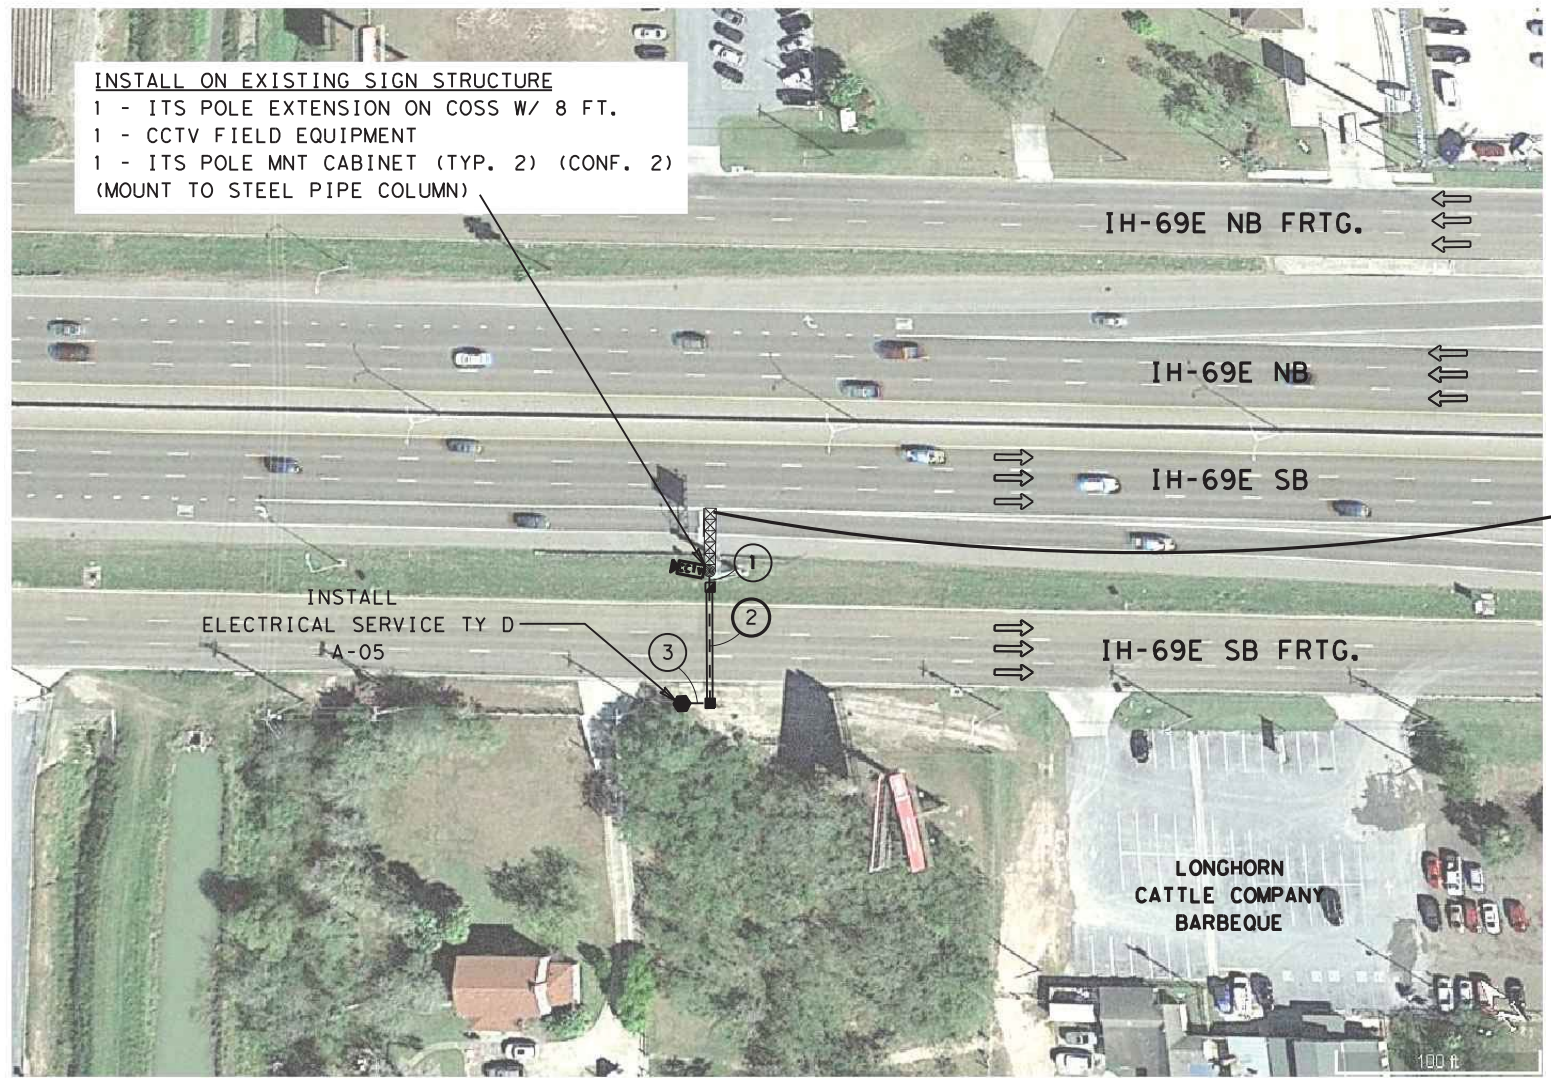 INSTALL ON EXISTING SIGN STRUCTURE
1 - ITS POLE EXTENSION ON COSS W/ 8 FT.
1 - CCTV FIELD EQUIPMENT
1 - ITS POLE MNT CABINET (TYP. 2) (CONF. 2)
(MOUNT TO STEEL PIPE COLUMN)
IH-69E NB FRTG.
IH-69E NB
IH-69E SB
CCTV
1
INSTALL
ELECTRICAL SERVICE TY D
A-05
2
3
IH-69E SB FRTG.
LONGHORN
CATTLE COMPANY
BARBEQUE
100 ft